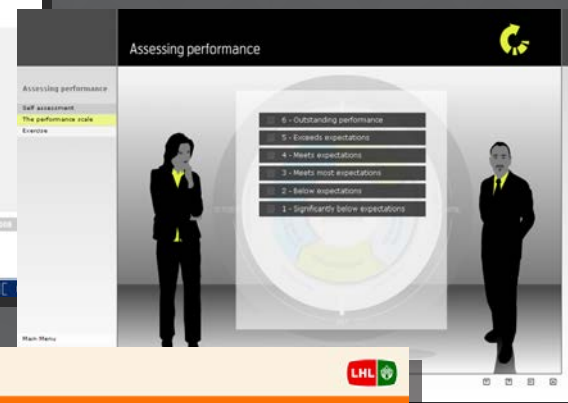 Assessing performance
Assessing performance
Self assessment
The performance scale
Exercise
6 - Outstanding performance
5 - Exceeds expectations
4 - Meets expectations
3 - Meets most expectations
2 - Below expectations
1 - Significantly below expectations
Main Menu
LHL